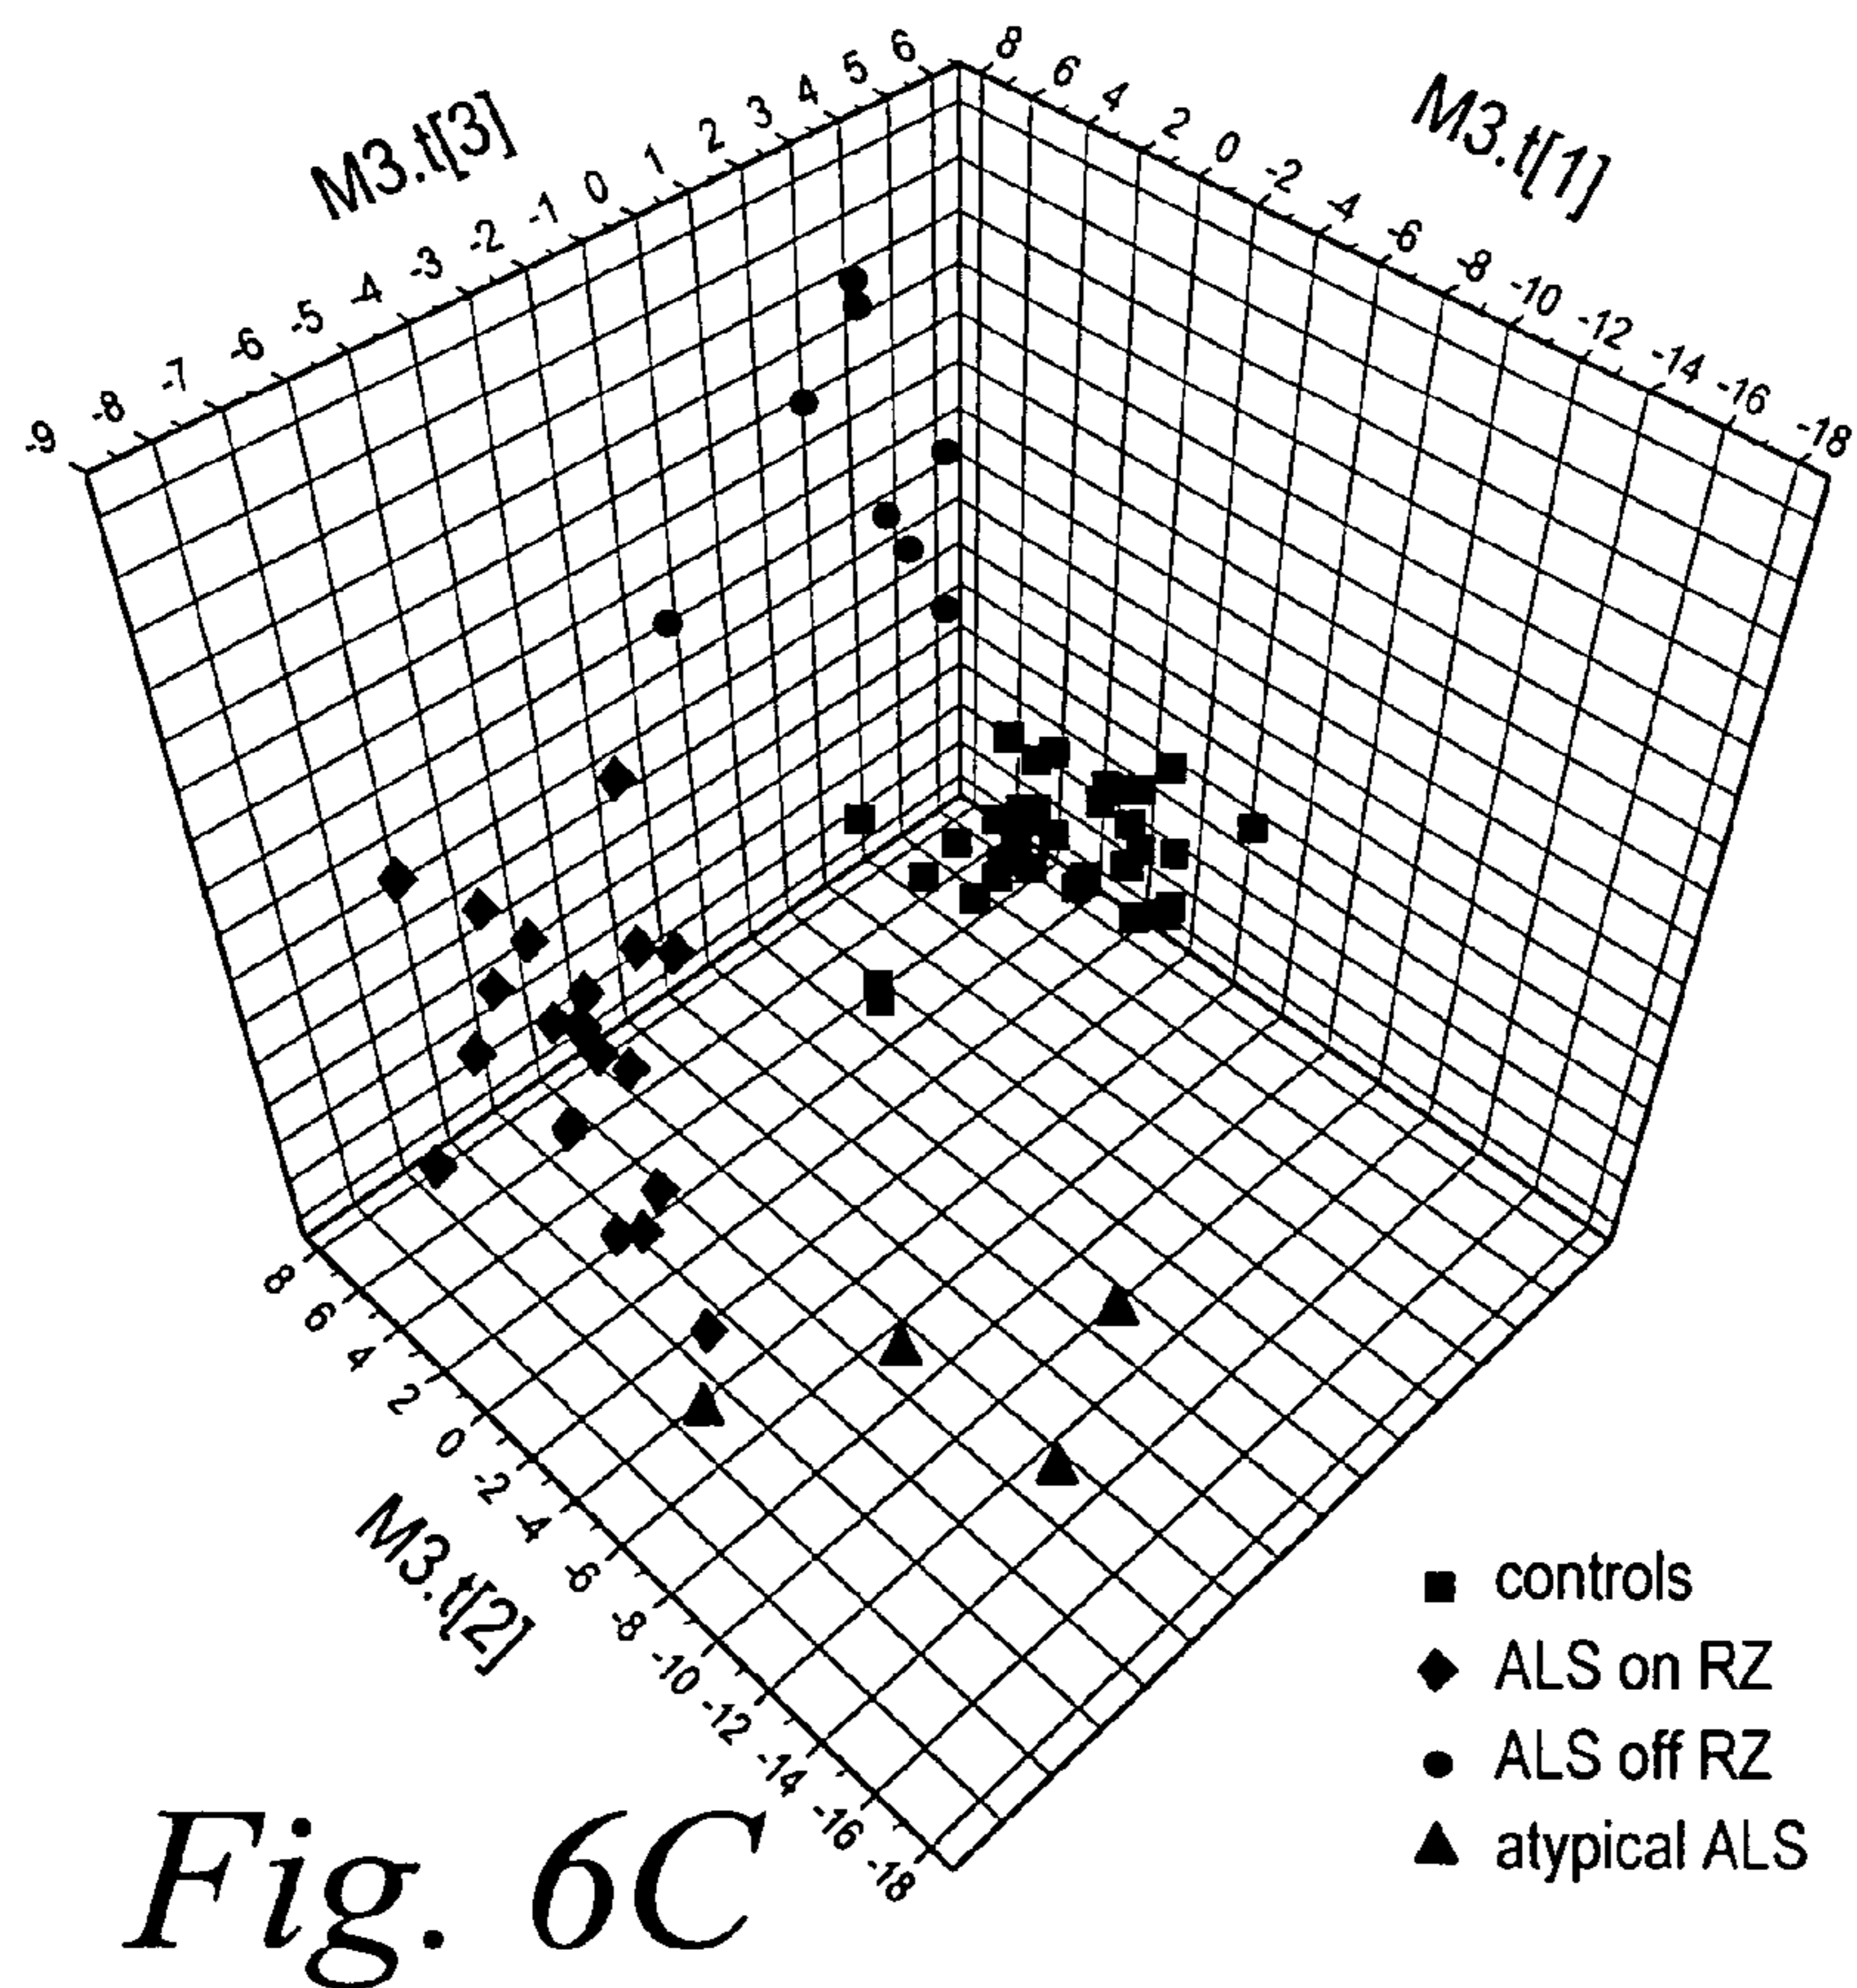 M3.t[3]
-9 -8 -7 -6 -5 -4 -3 -2 -1 0 1 2 3 4 5 6
M3.t[1]
8 6 4 2 0 -2 -4 -6 -8 -10 -12 -14 -16 -18
8 6 4 2 0 -2 -4 -6 -8 -10 -12 -14 -16 -18
M3.t[2]
controls
ALS on RZ
ALS off RZ
atypical ALS
Fig. 6C